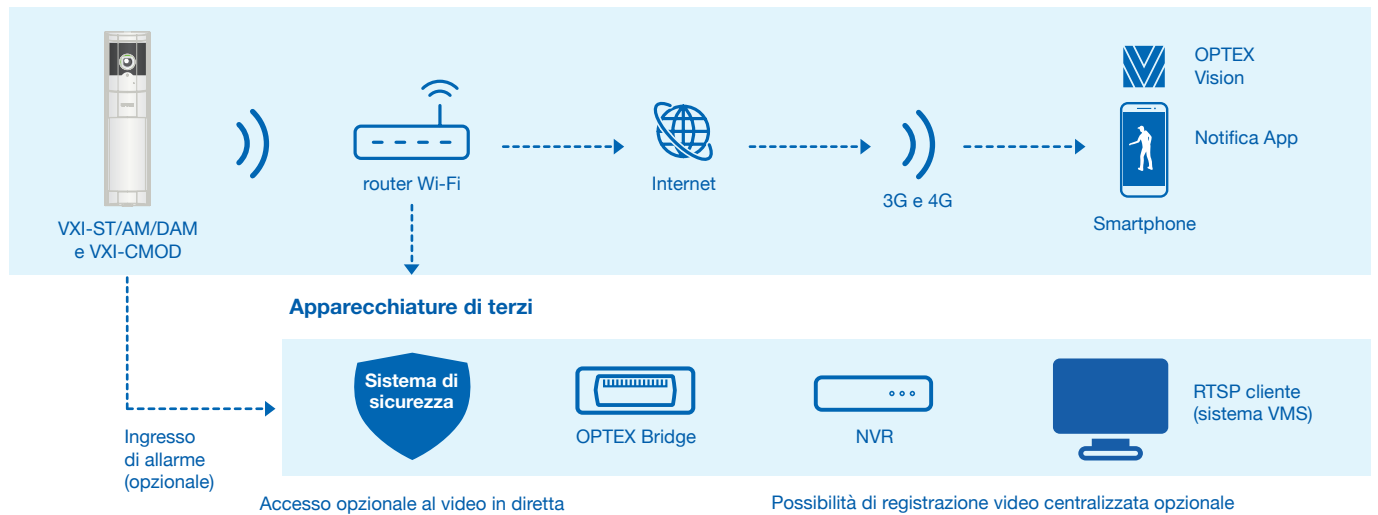 OPTEX
Vision
Notifica App
router Wi-Fi
Internet
3G e 4G
Smartphone
VXI-ST/AM/DAM
e VXI-CMOD
Apparecchiature di terzi
Sistema di
sicurezza
OPTEX Bridge
NVR
RTSP cliente
(sistema VMS)
Ingresso
di allarme
(opzionale)
Accesso opzionale al video in diretta
Possibilità di registrazione video centralizzata opzionale